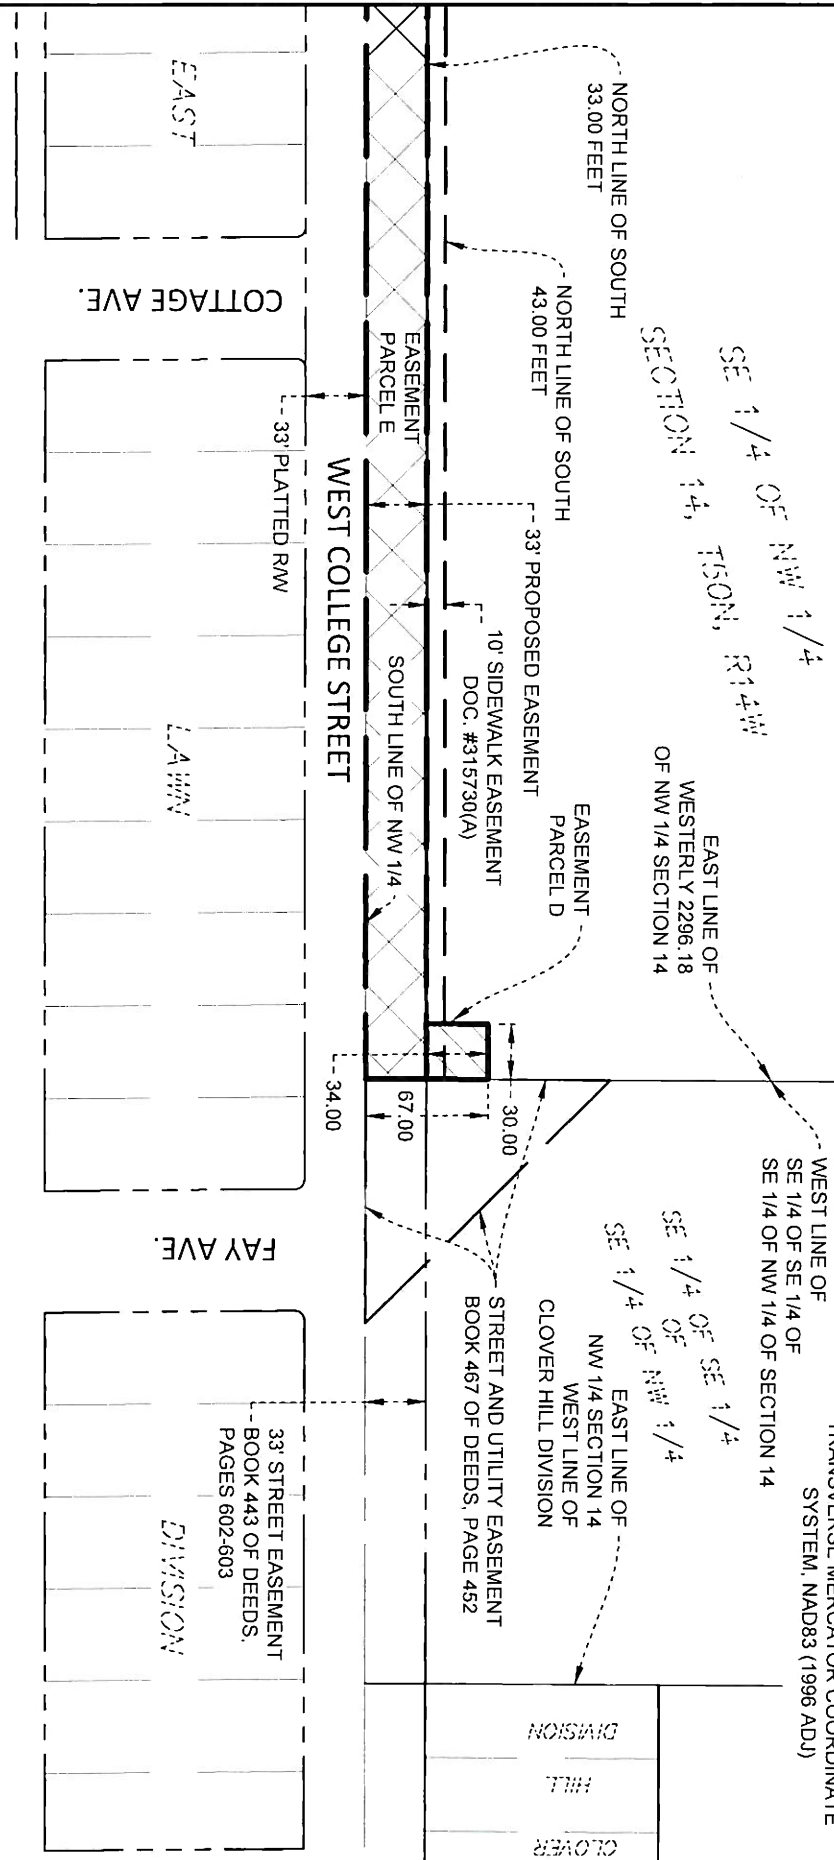 TRANSVERSE MERCATOR COORDINATE
SYSTEM, NAD83 (1996 ADJ)
WEST LINE OF
SE 1/4 OF SE 1/4 OF
SE 1/4 OF NW 1/4 OF SECTION 14
EAST LINE OF
WESTERLY 2296.18
OF NW 1/4 SECTION 14
SE 1/4 OF NW 1/4
SECTION 14, T50N, R14W
SE 1/4 OF SE 1/4
OF
SE 1/4 OF NW 1/4
NORTH LINE OF SOUTH
33.00 FEET
NORTH LINE OF SOUTH
43.00 FEET
EASEMENT
PARCEL D
EAST LINE OF
NW 1/4 SECTION 14
WEST LINE OF
CLOVER HILL DIVISION
33' PROPOSED EASEMENT
10' SIDEWALK EASEMENT
DOC. #315730(A)
30.00
STREET AND UTILITY EASEMENT
BOOK 467 OF DEEDS, PAGE 452
CLOVER
HILL
DIVISION
EASEMENT
PARCEL E
SOUTH LINE OF NW 1/4
67.00
34.00
WEST COLLEGE STREET
33' PLATTED R/W
33' STREET EASEMENT
BOOK 443 OF DEEDS,
PAGES 602-603
COTTAGE AVE.
FAY AVE.
EAST
LAWN
DIVISION